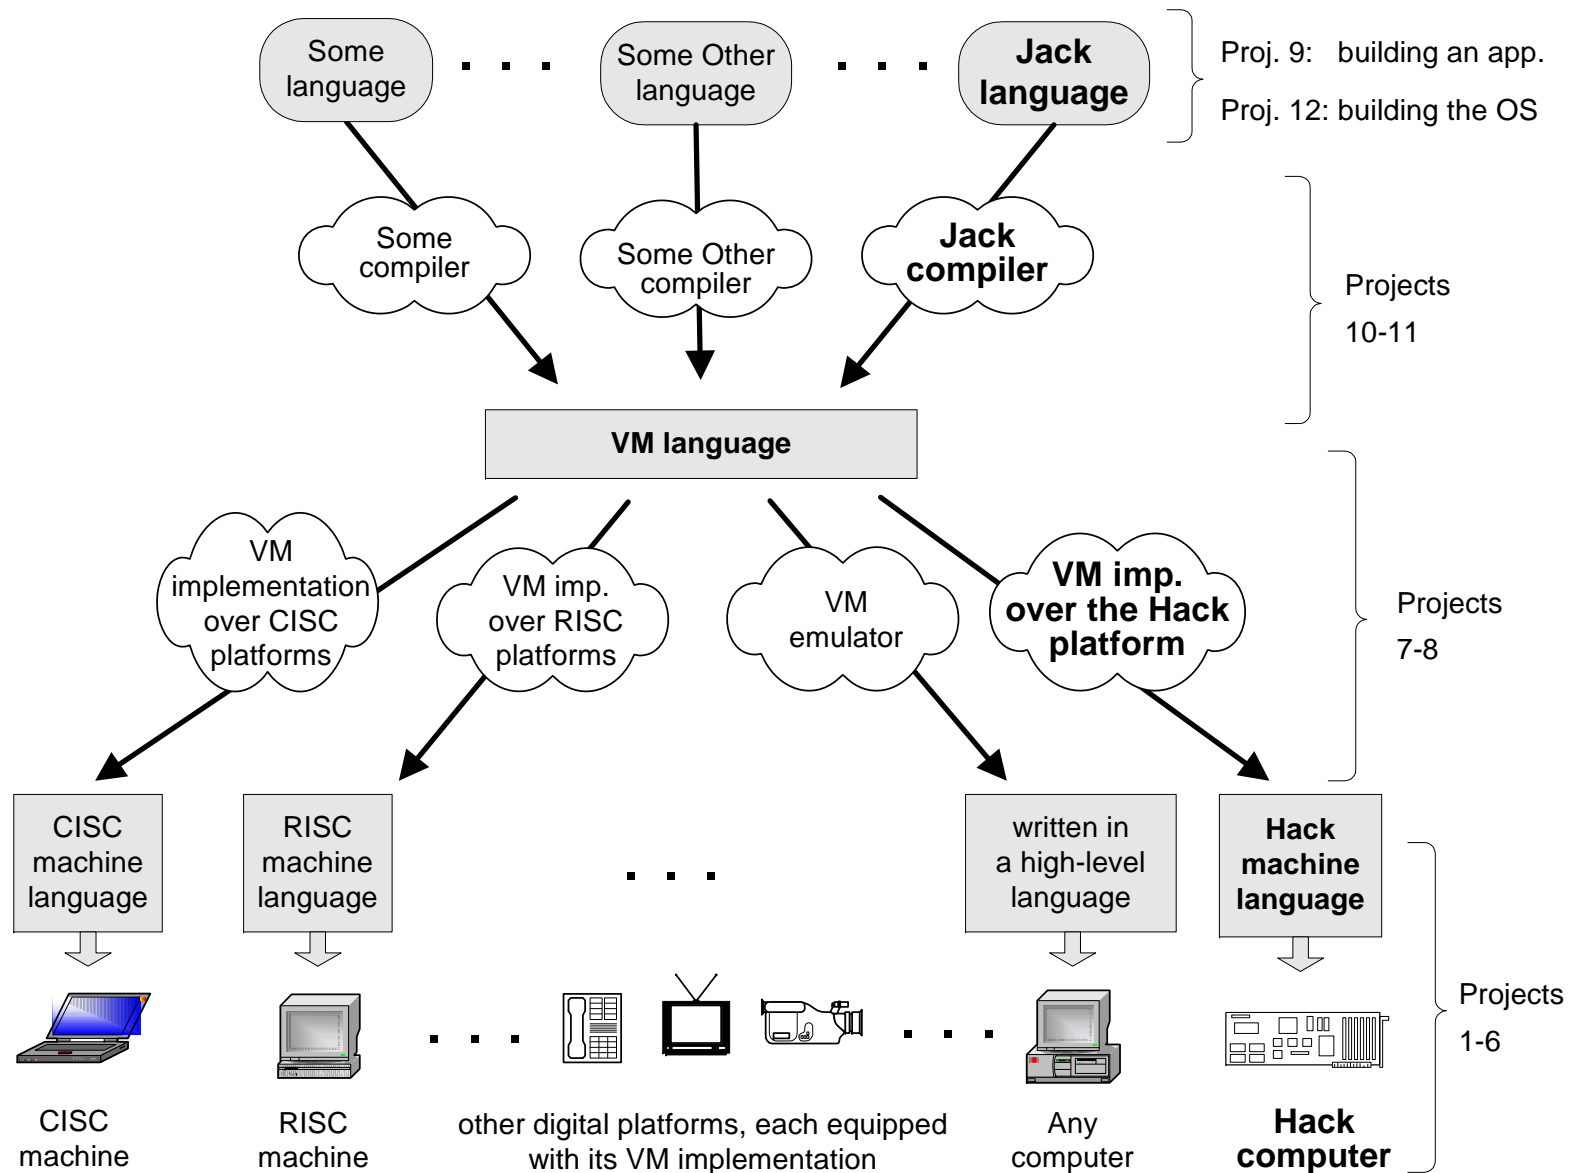 Some
language
Some Other
language
Jack
language
Proj. 9: building an app.
Proj. 12: building the OS
Some
compiler
Some Other
compiler
Jack
compiler
Projects
10-11
VM language
VM
implementation
over CISC
platforms
VM imp.
over RISC
platforms
VM
emulator
VM imp.
over the Hack
platform
Projects
7-8
CISC
machine
language
RISC
machine
language
written in
a high-level
language
Hack
machine
language
Projects
1-6
CISC
machine
RISC
machine
other digital platforms, each equipped
with its VM implementation
Any
computer
Hack
computer